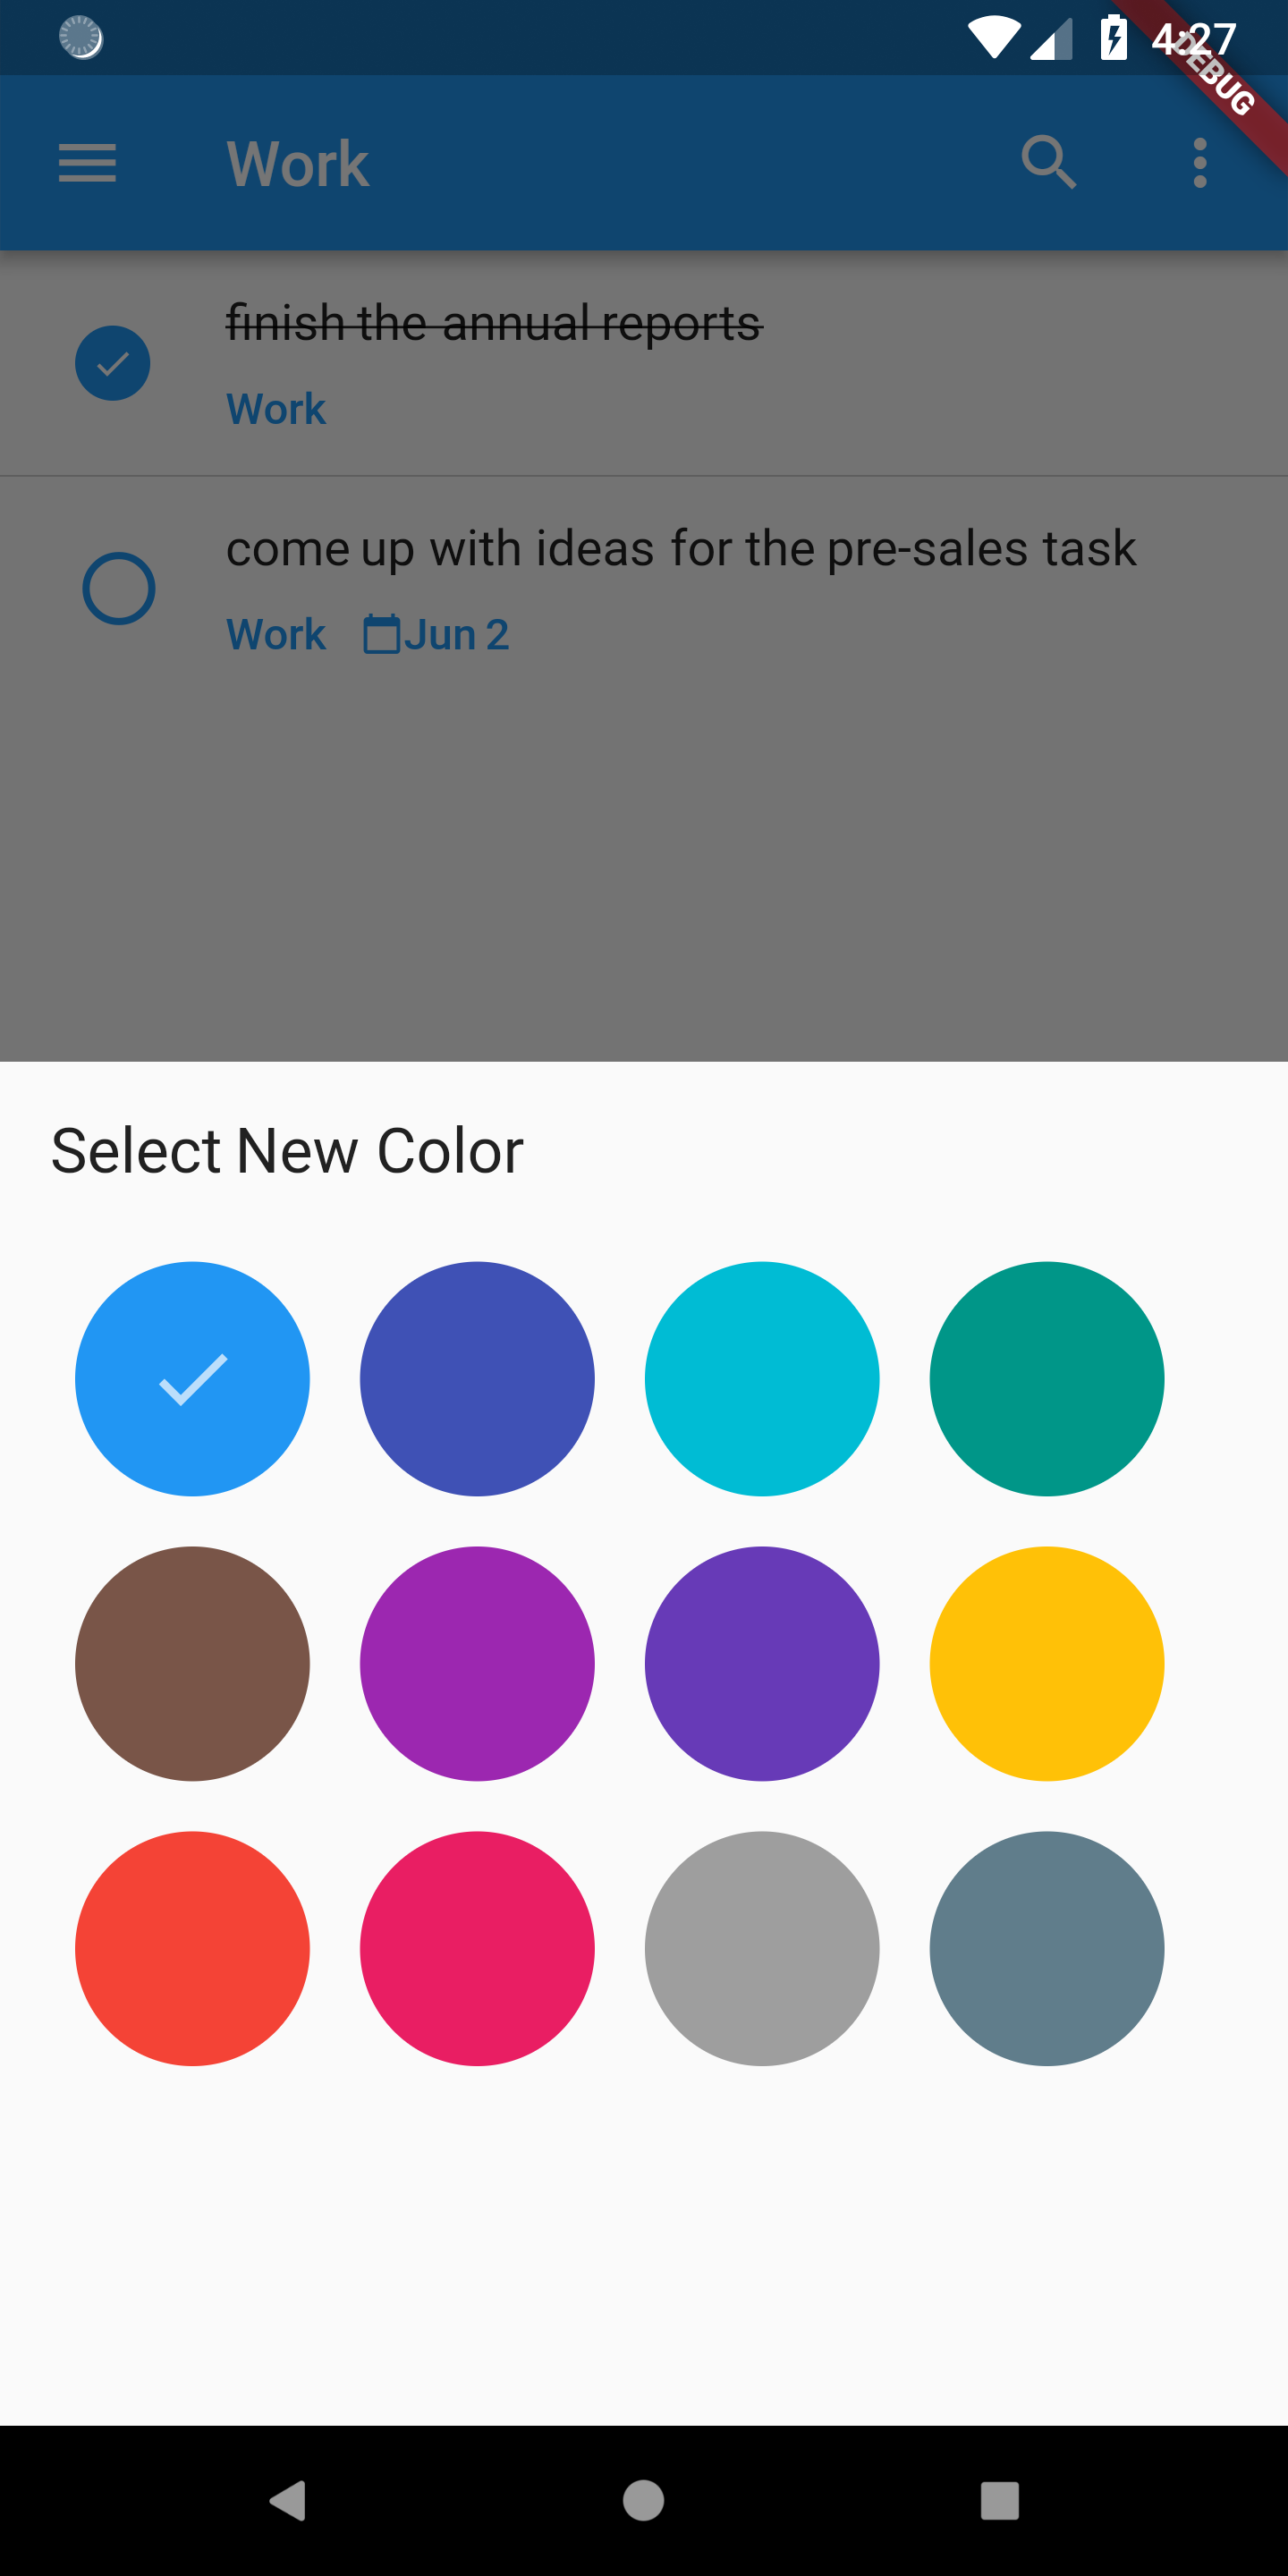 4:27
DEBUG
Work
finish the annual reports
Work
come up with ideas for the pre-sales task
Work Jun 2
Select New Color